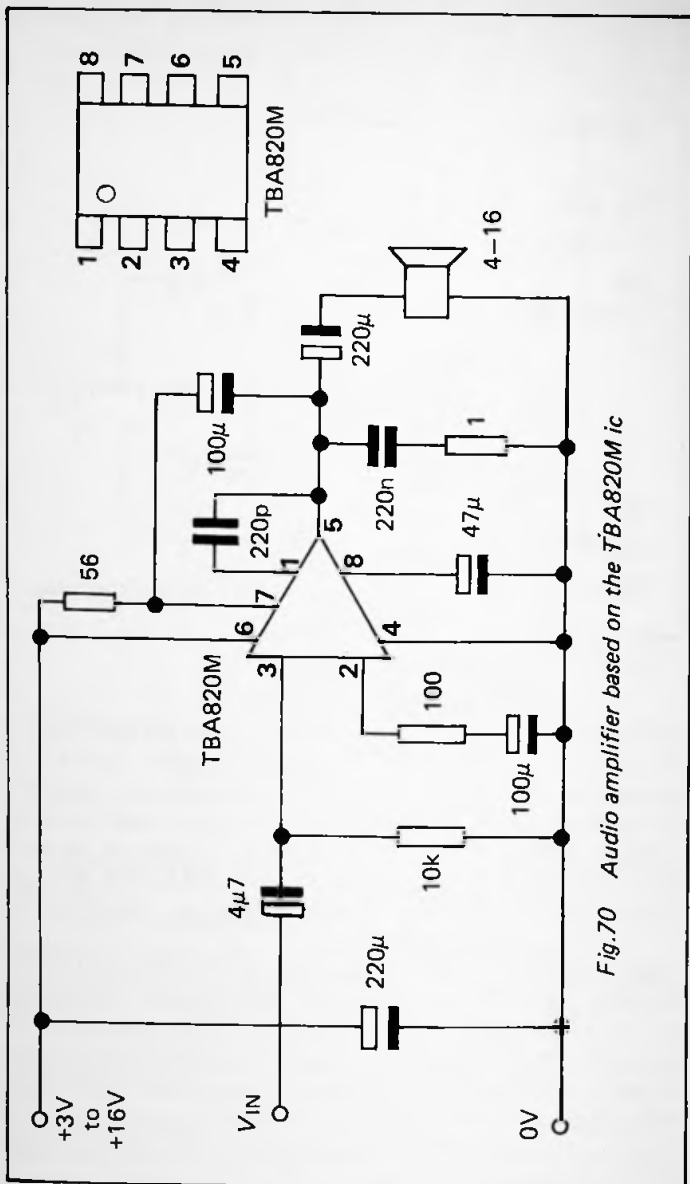 +3V
to
+16V
VIN
0V
220µ
4µ7
10k
TBA820M
3
2
6
7
1
5
8
4
56
100
100µ
220p
100µ
220n
1
47µ
220µ
4–16
1
2
3
4
8
7
6
5
TBA820M
Fig.70 Audio amplifier based on the TBA820M ic